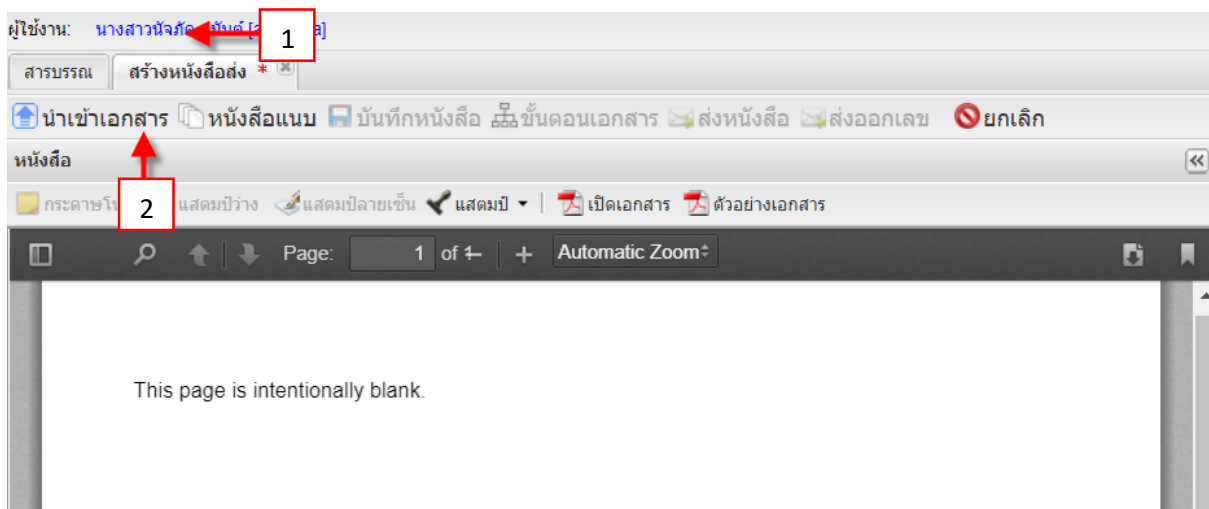 ผู้ใช้งาน: 1
สารบรรณ สร้างหนังสือส่ง *
นำเข้าเอกสาร หนังสือแนบ บันทึกหนังสือ ขั้นตอนเอกสาร ส่งหนังสือ ส่งออกเลข ยกเลิก
หนังสือ
2 แสตมป์ว่าง แสตมป์ลายเซ็น แสตมป์ เปิดเอกสาร ตัวอย่างเอกสาร
Page: 1 of 1 Automatic Zoom
This page is intentionally blank.